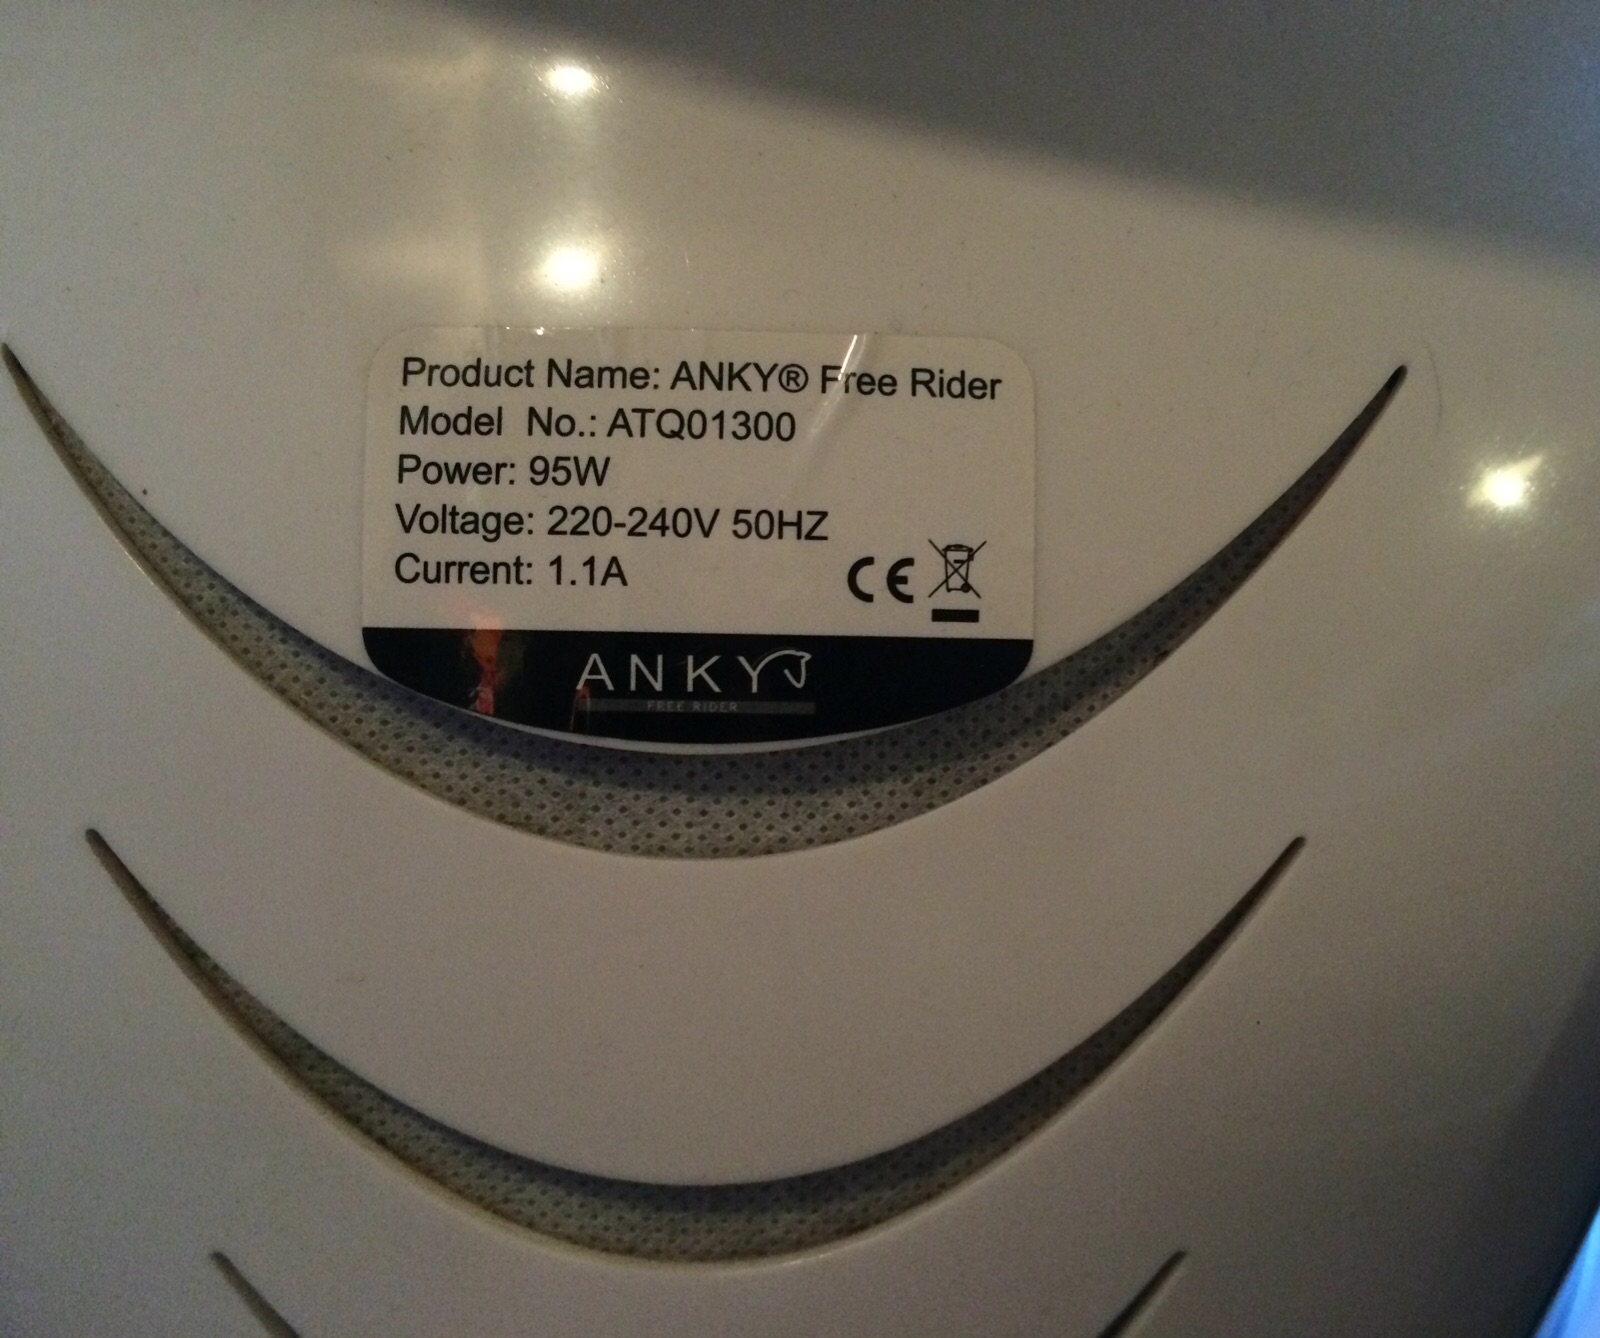 Product Name: ANKY® Free Rider
Model No.: ATQ01300
Power: 95W
Voltage: 220-240V 50HZ
Current: 1.1A
CE
ANKY
FREE RIDER